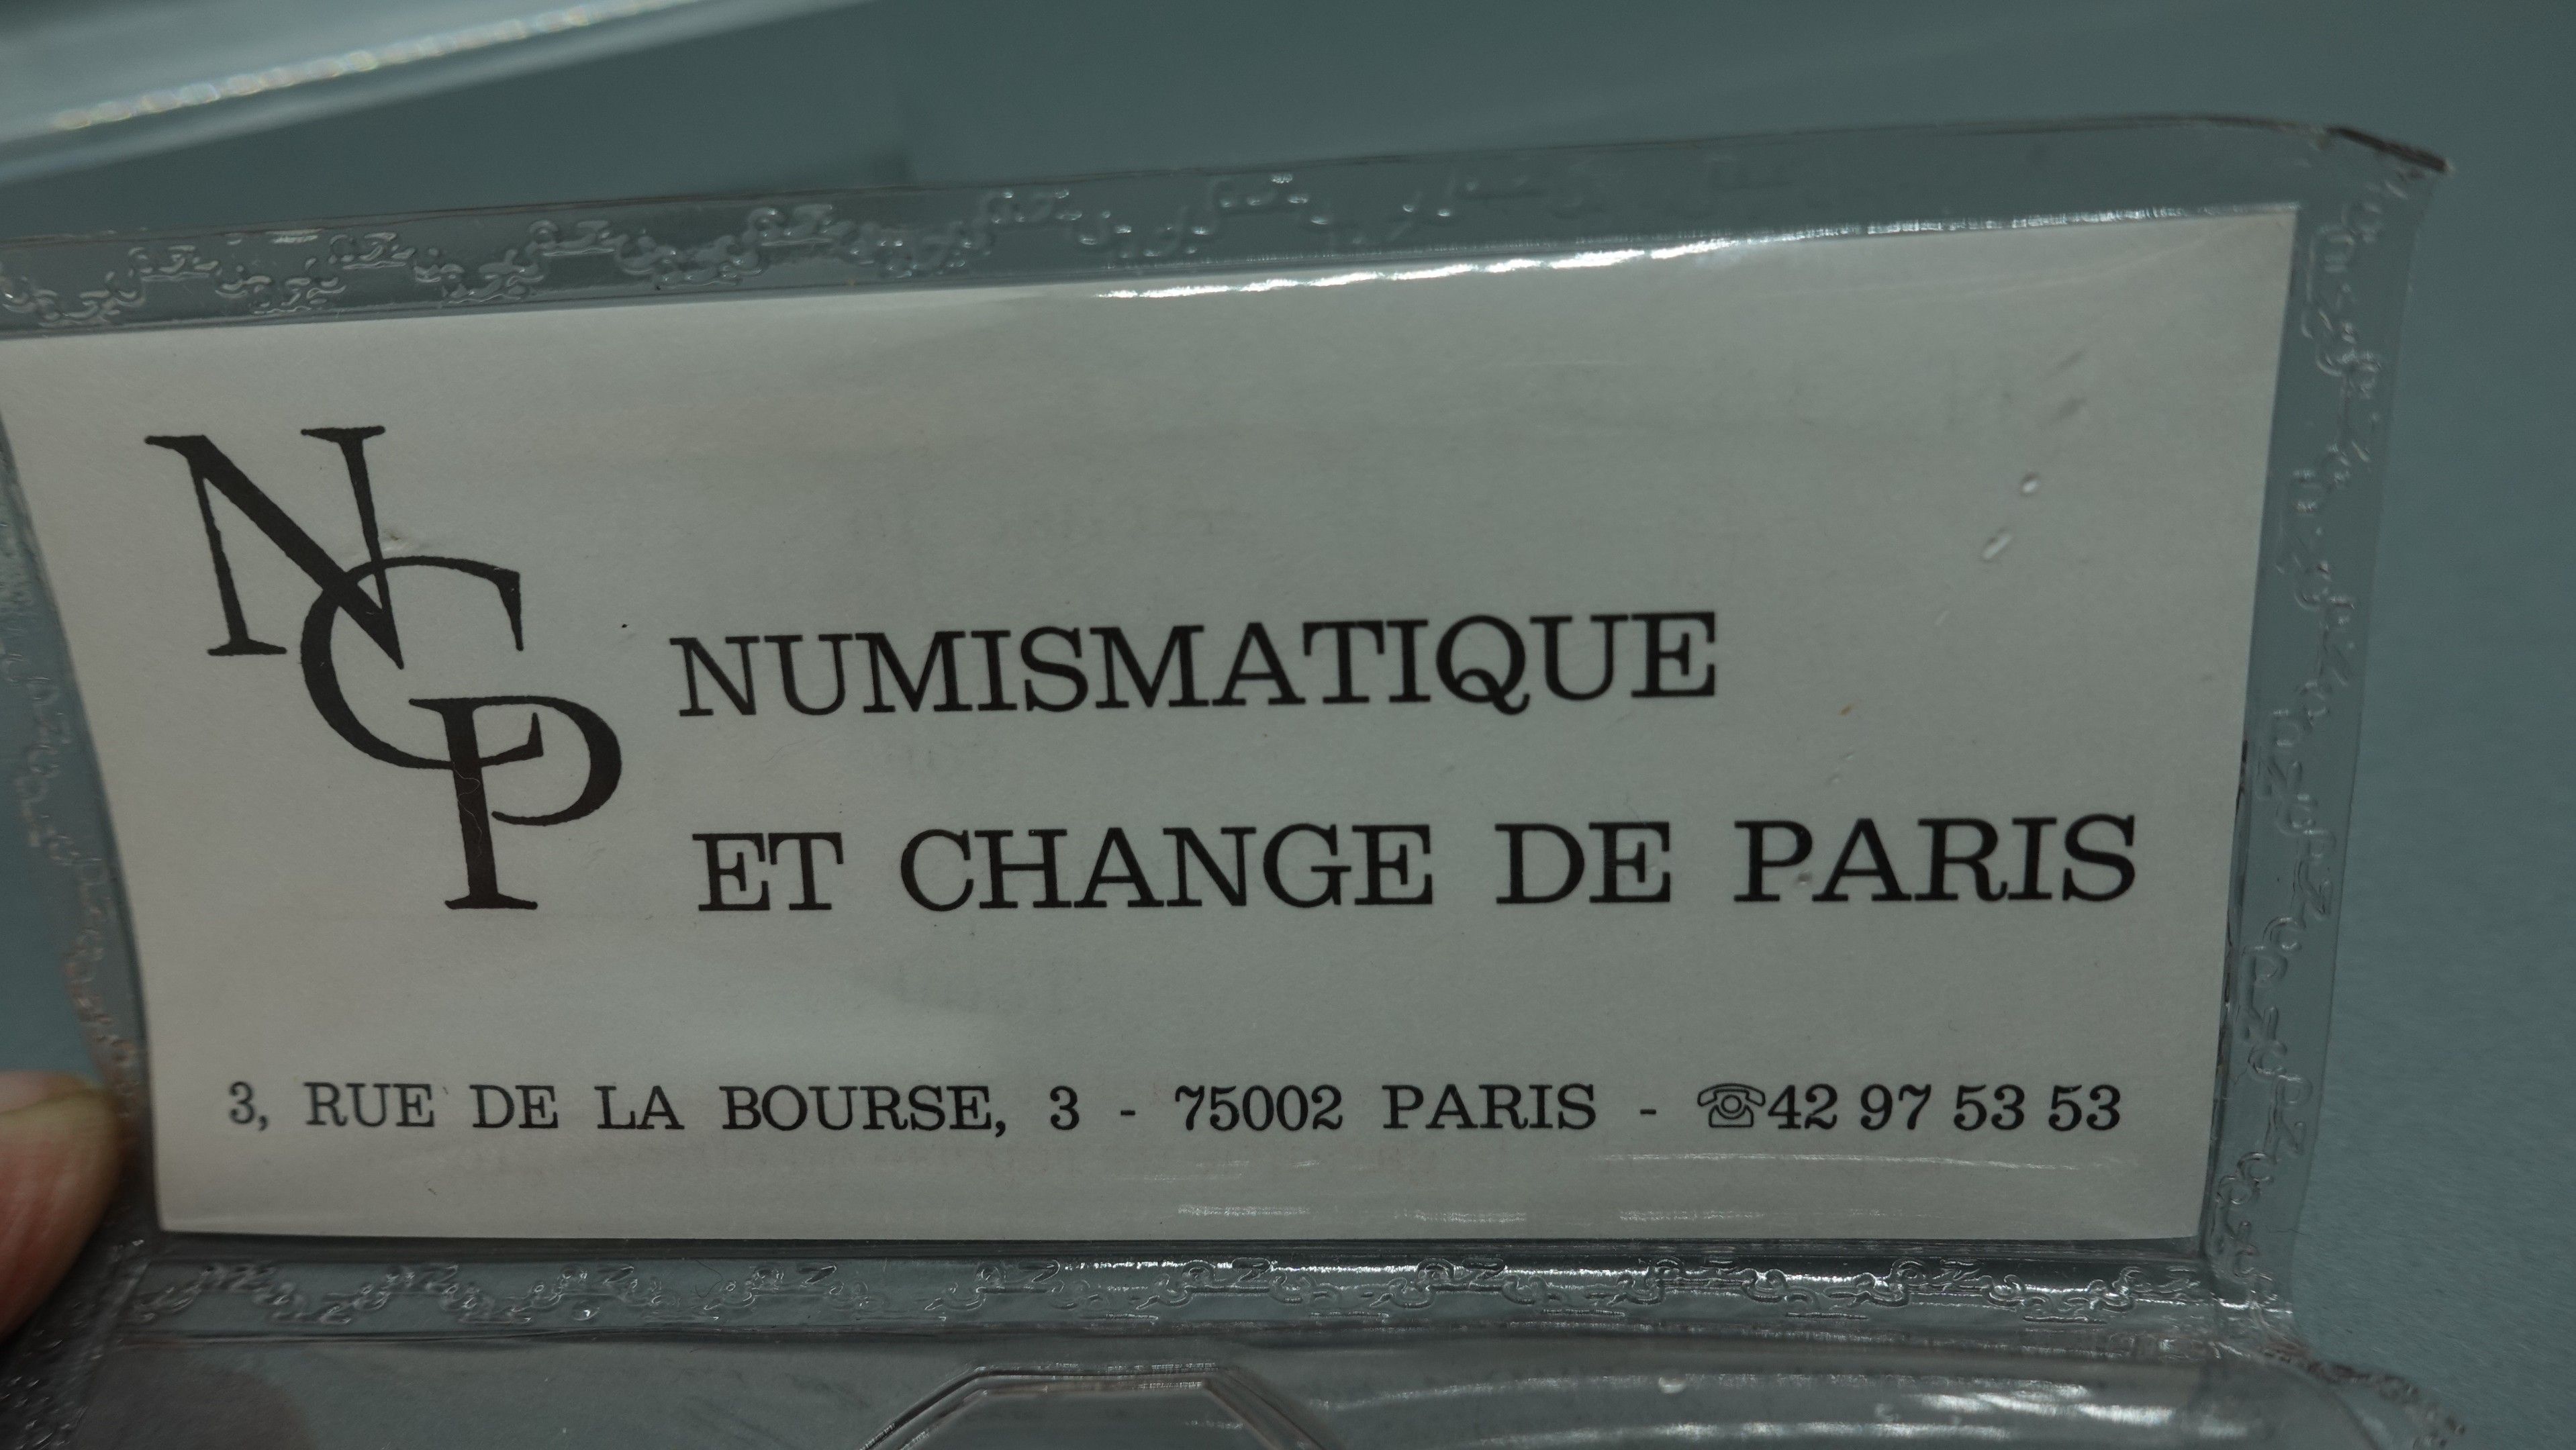 NCP
NUMISMATIQUE
ET CHANGE DE PARIS
3, RUE DE LA BOURSE, 3 - 75002 PARIS - ☎42 97 53 53